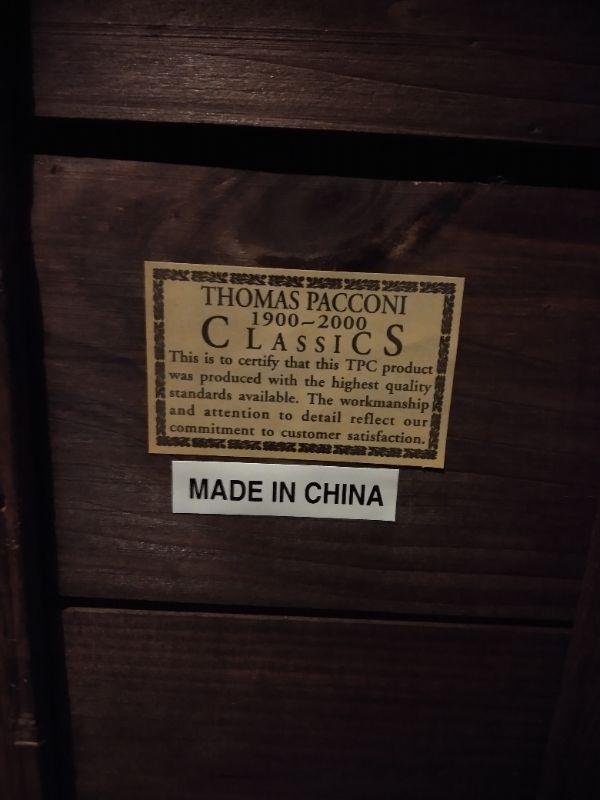 THOMAS PACCONI
1900-2000
CLASSICS
This is to certify that this TPC product
was produced with the highest quality
standards available. The workmanship
and attention to detail reflect our
commitment to customer satisfaction.
MADE IN CHINA